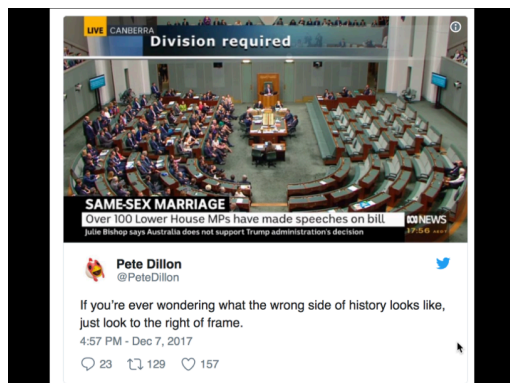 LIVE CANBERRA
Division required
SAME-SEX MARRIAGE
Over 100 Lower House MPs have made speeches on bill
Julie Bishop says Australia does not support Trump administration's decision
ABC NEWS
17:56 AEDT
Pete Dillon
@PeteDillon
If you're ever wondering what the wrong side of history looks like,
just look to the right of frame.
4:57 PM - Dec 7, 2017
23 129 157